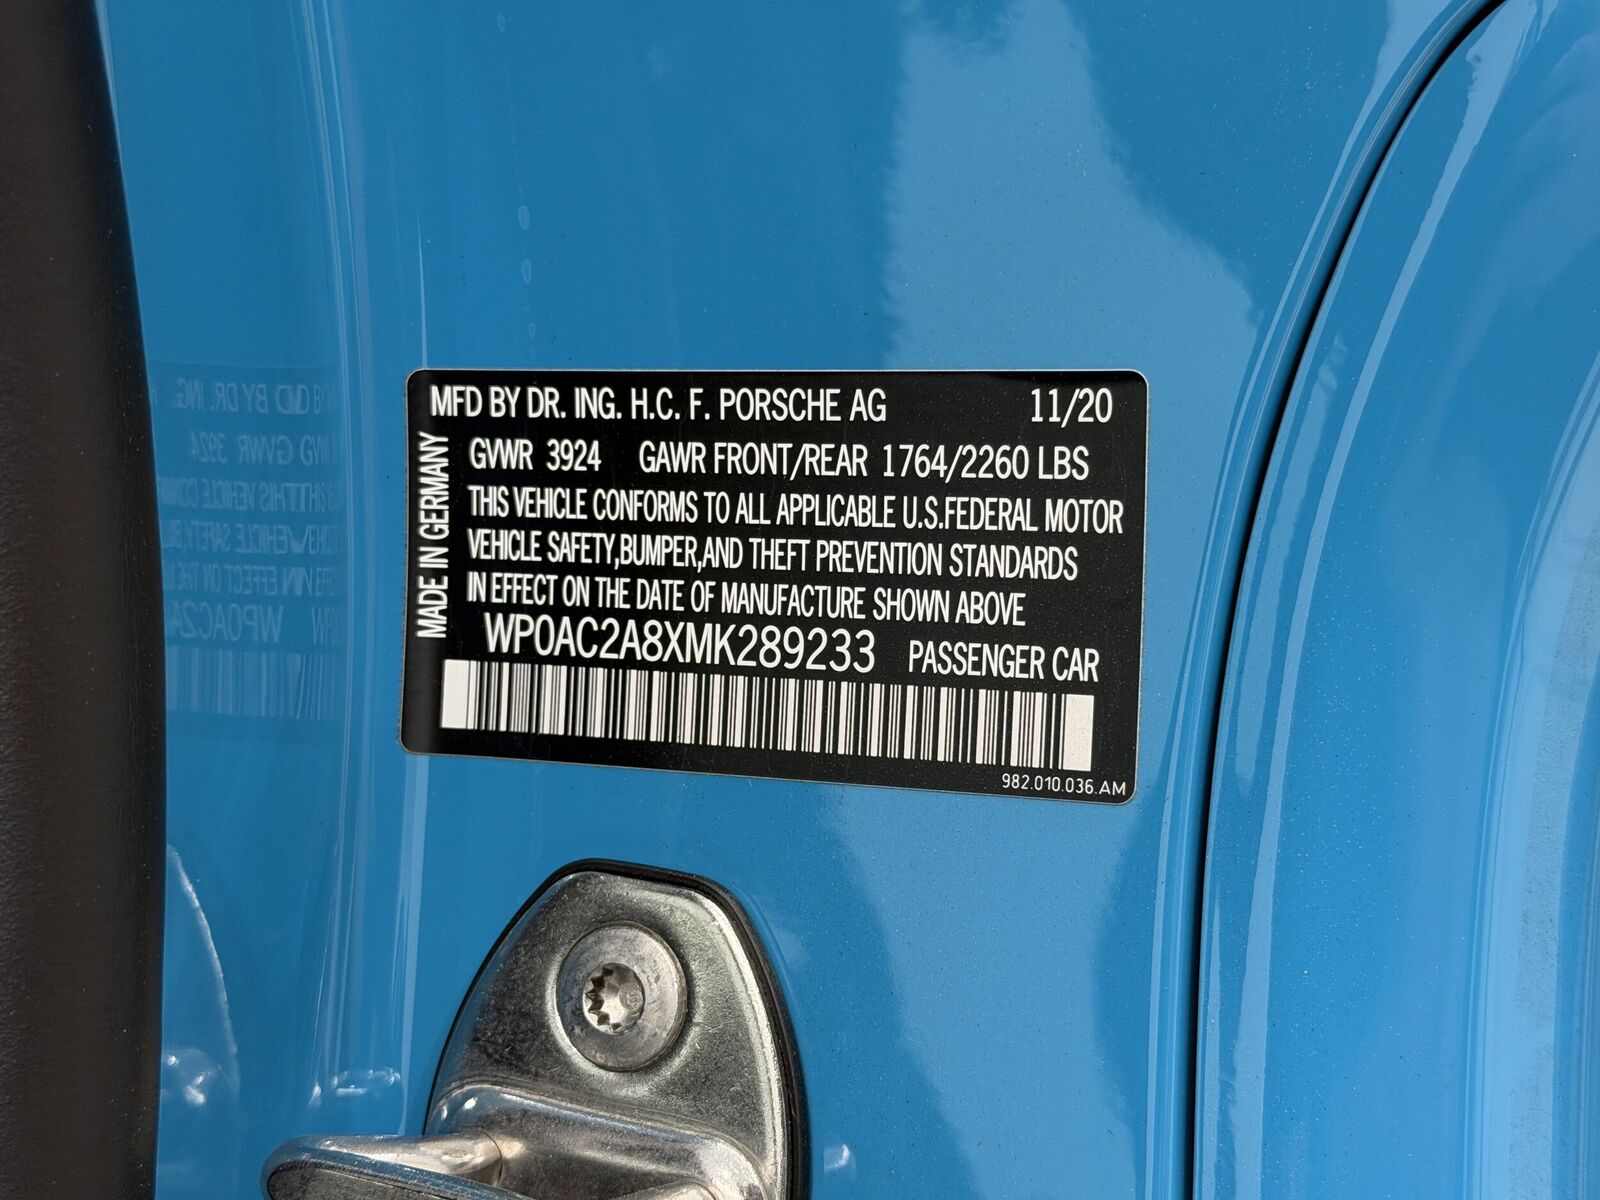 MFD BY DR. ING. H.C. F. PORSCHE AG 11/20
GVWR 3924 GAWR FRONT/REAR 1764/2260 LBS
THIS VEHICLE CONFORMS TO ALL APPLICABLE U.S.FEDERAL MOTOR
VEHICLE SAFETY,BUMPER,AND THEFT PREVENTION STANDARDS
IN EFFECT ON THE DATE OF MANUFACTURE SHOWN ABOVE
WP0AC2A8XMK289233 PASSENGER CAR
982.010.036.AM
MADE IN GERMANY